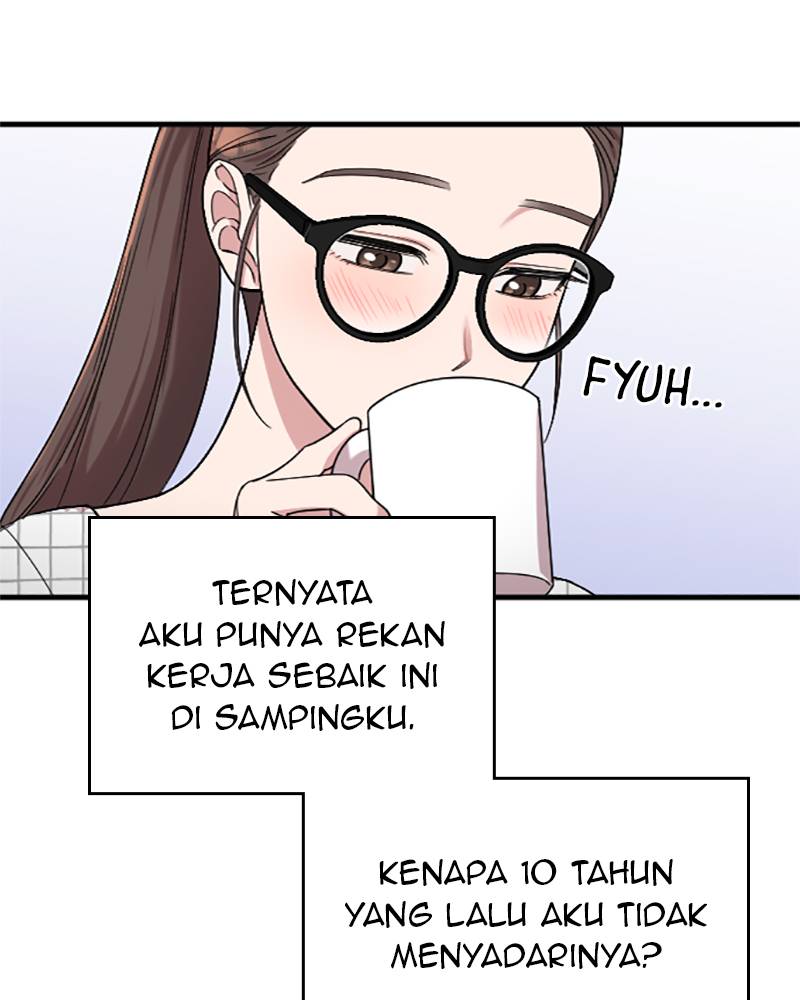 FYUH...
TERNYATA
AKU PUNYA REKAN
KERJA SEBAIK INI
DI SAMPINGKU.
KENAPA 10 TAHUN
YANG LALU AKU TIDAK
MENYADARINYA?